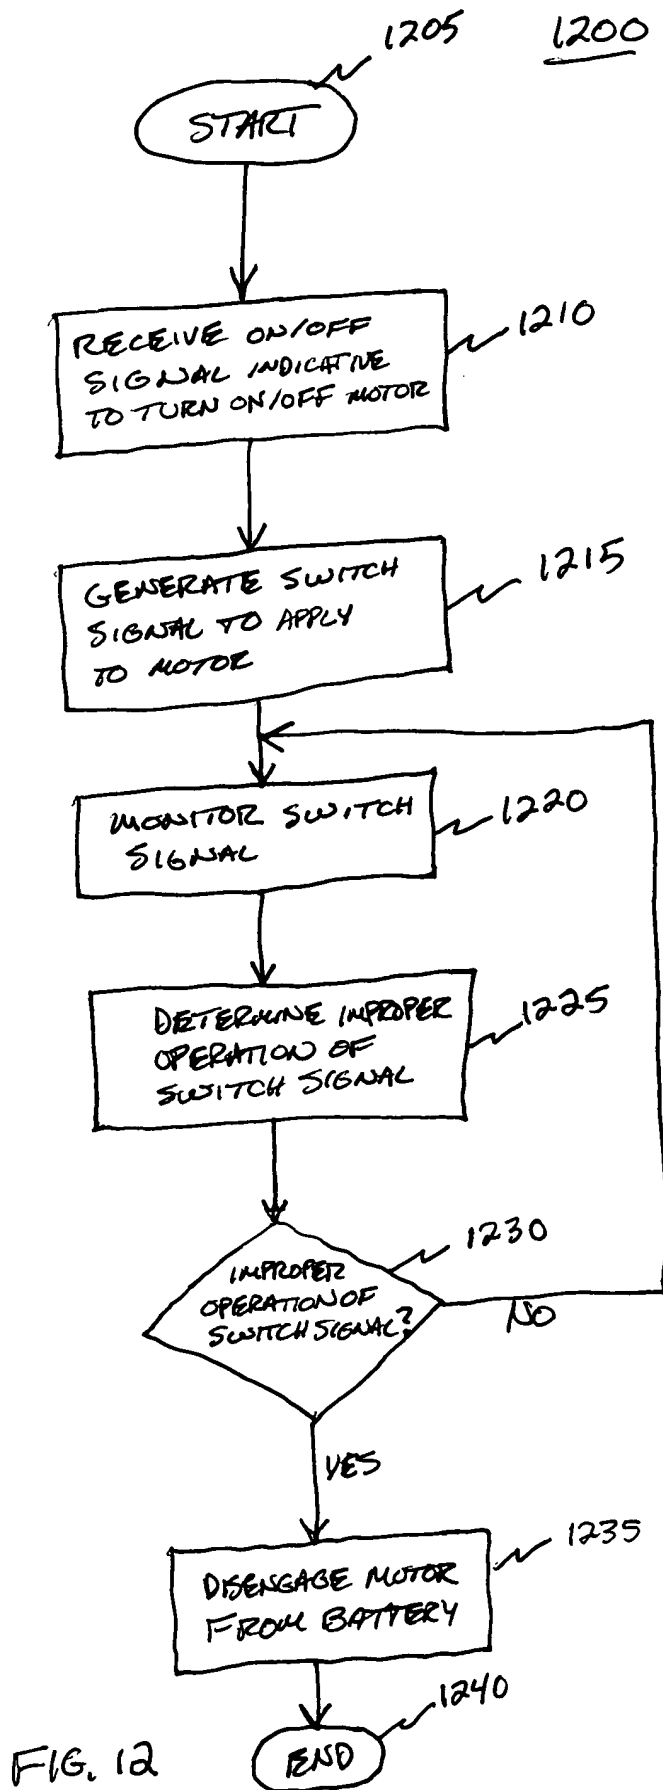 1205
1200
START
RECEIVE ON/OFF
SIGNAL INDICATIVE
TO TURN ON/OFF MOTOR
1210
GENERATE SWITCH
SIGNAL TO APPLY
TO MOTOR
1215
MONITOR SWITCH
SIGNAL
1220
DETERMINE IMPROPER
OPERATION OF
SWITCH SIGNAL
1225
IMPROPER
OPERATION OF
SWITCH SIGNAL?
1230
NO
YES
DISENGAGE MOTOR
FROM BATTERY
1235
END
1240
FIG. 12